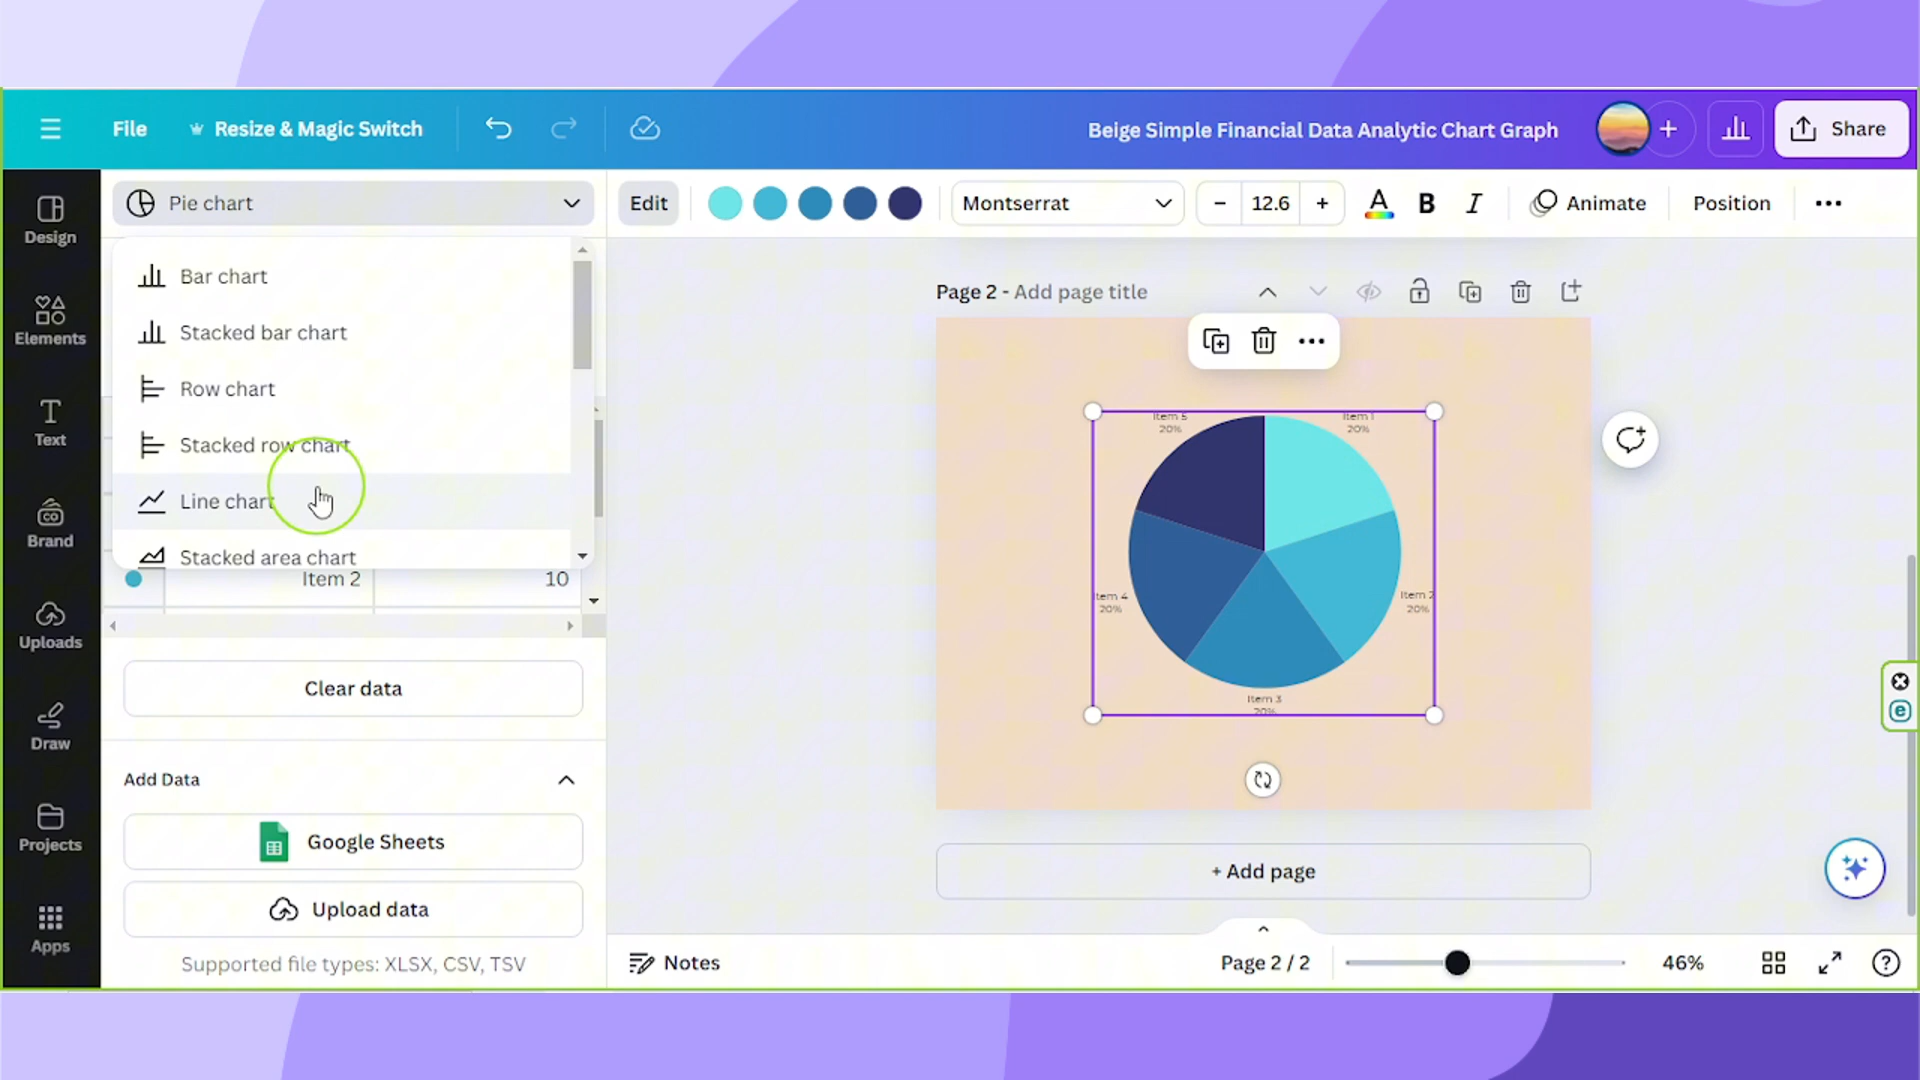 File
Resize & Magic Switch
Beige Simple Financial Data Analytic Chart Graph
Share
Design
Elements
Text
CO
Brand
Uploads
Draw
Projects
Apps
Pie chart
Bar chart
Stacked bar chart
Row chart
Stacked row chart
Line chart
Stacked area chart
Item 2
10
Clear data
Add Data
Google Sheets
Upload data
Supported file types: XLSX, CSV, TSV
Edit
Montserrat
− 12.6 +
A
B
I
Animate
Position
Page 2 - Add page title
Item 5
20%
Item 1
20%
Item 4
20%
Item 2
20%
Item 3
20%
+ Add page
Notes
Page 2 / 2
46%